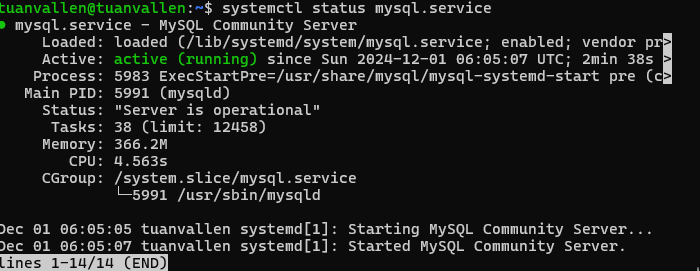 tuanvallen@tuanvallen:~$ systemctl status mysql.service
● mysql.service - MySQL Community Server
Loaded: loaded (/lib/systemd/system/mysql.service; enabled; vendor pr>
Active: active (running) since Sun 2024-12-01 06:05:07 UTC; 2min 38s >
Process: 5983 ExecStartPre=/usr/share/mysql/mysql-systemd-start pre (c>
Main PID: 5991 (mysqld)
Status: "Server is operational"
Tasks: 38 (limit: 12458)
Memory: 366.2M
CPU: 4.563s
CGroup: /system.slice/mysql.service
└─5991 /usr/sbin/mysqld
Dec 01 06:05:05 tuanvallen systemd[1]: Starting MySQL Community Server...
Dec 01 06:05:07 tuanvallen systemd[1]: Started MySQL Community Server.
lines 1-14/14 (END)